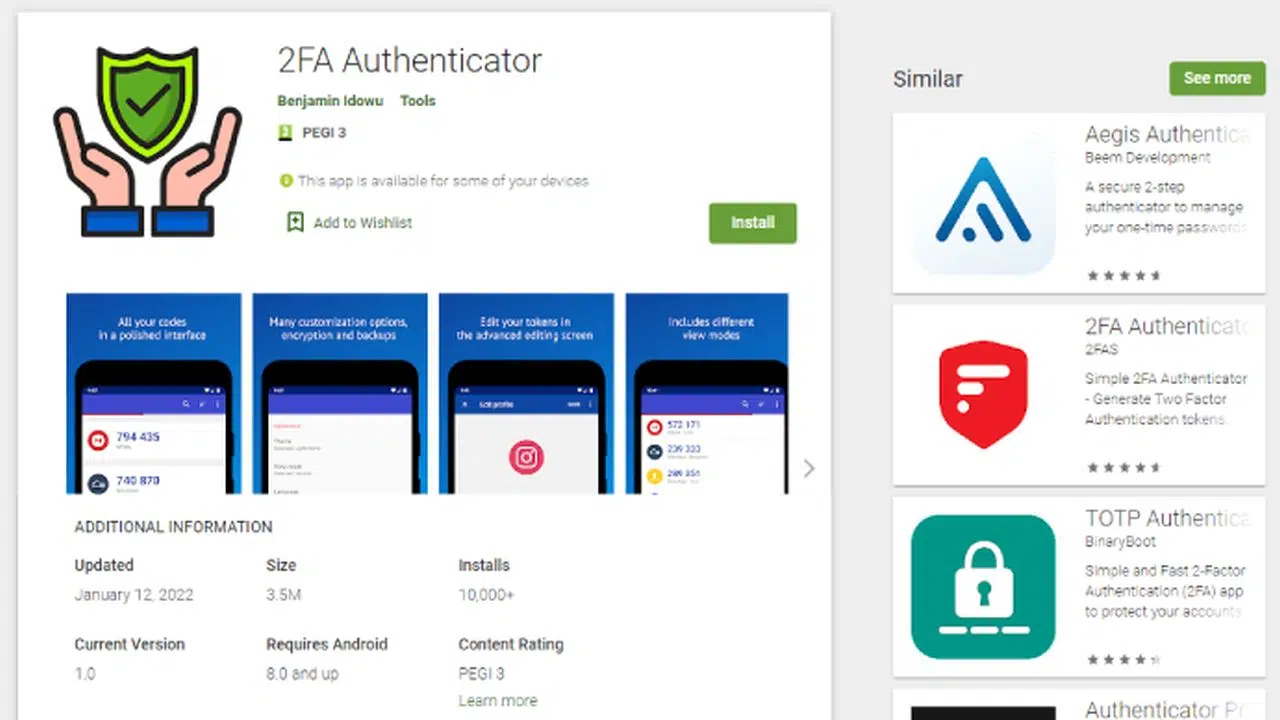 2FA Authenticator
Benjamin Idowu Tools
PEGI 3
This app is available for some of your devices
Add to Wishlist
Install
All your codes
in a polished interface
794 435
740 870
Many customization options,
encryption and backups
Edit your tokens in
the advanced editing screen
Edit profile
Includes different
view modes
572 171
239 333
289 351
ADDITIONAL INFORMATION
Updated
January 12, 2022
Size
3.5M
Installs
10,000+
Current Version
1.0
Requires Android
8.0 and up
Content Rating
PEGI 3
Learn more
Similar
See more
Aegis Authentica
Beem Development
A secure 2-step
authenticator to manage
your one-time passwords
2FA Authenticato
2FAS
Simple 2FA Authenticator
- Generate Two Factor
Authentication tokens.
TOTP Authentica
BinaryBoot
Simple and Fast 2-Factor
Authentication (2FA) app
to protect your accounts
Authenticator Pr